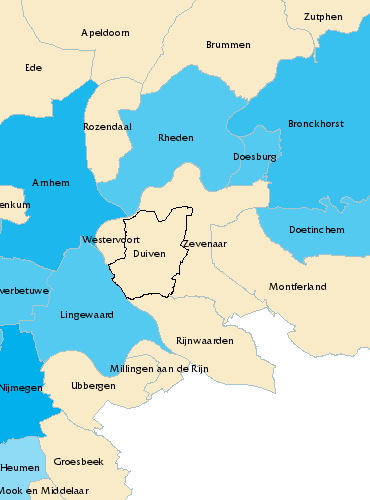 Zutphen
Apeldoorn
Brummen
Ede
Bronckhorst
Rozendaal
Rheden
Doesburg
Arnhem
enkum
Doetinchem
Westervoort
Zevenaar
Duiven
Montferland
verbetuwe
Lingewaard
Rijnwaarden
Millingen aan de Rijn
Nijmegen
Ubbergen
Groesbeek
Heumen
Mook en Middelaar